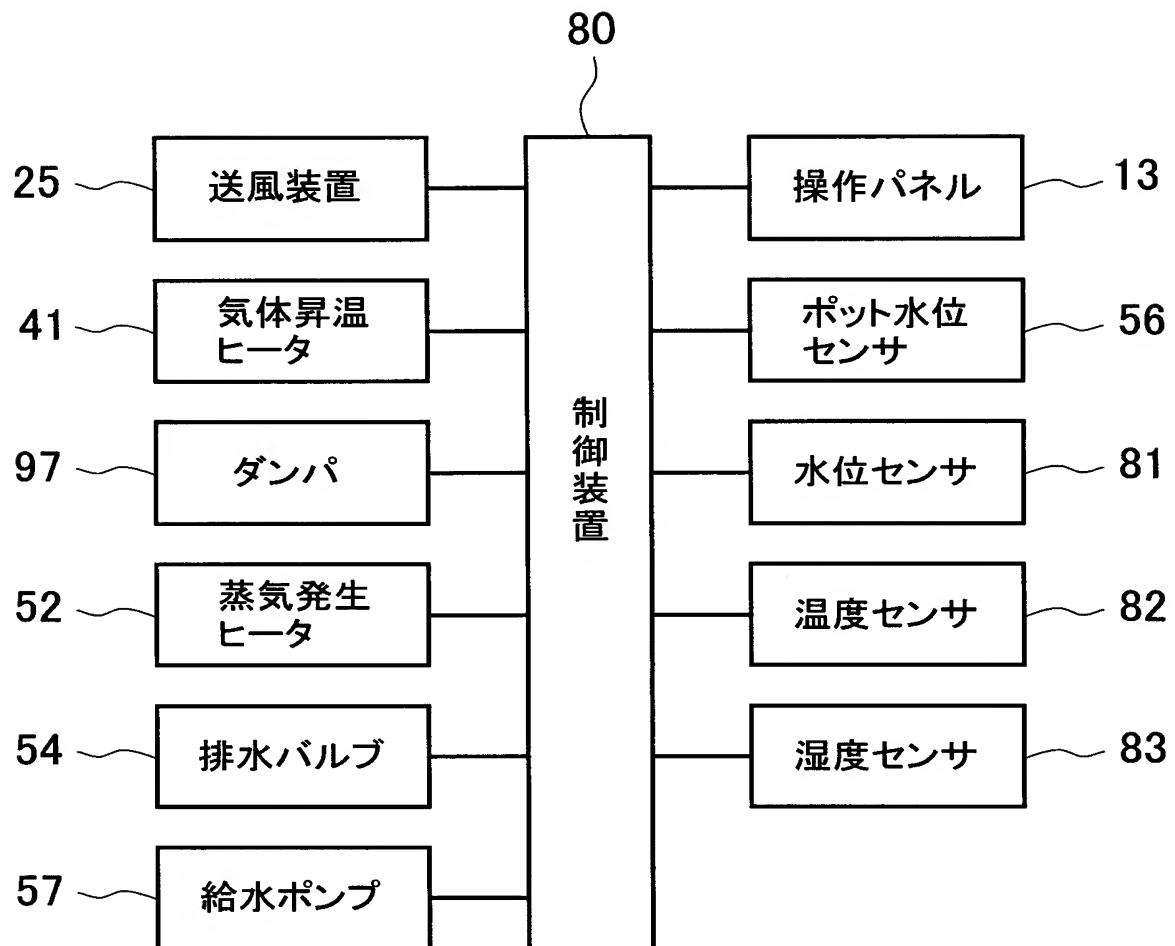 80
25
送風装置
操作パネル
13
41
気体昇温
ヒータ
ポット水位
センサ
56
制御装置
97
ダンパ
水位センサ
81
52
蒸気発生
ヒータ
温度センサ
82
54
排水バルブ
湿度センサ
83
57
給水ポンプ